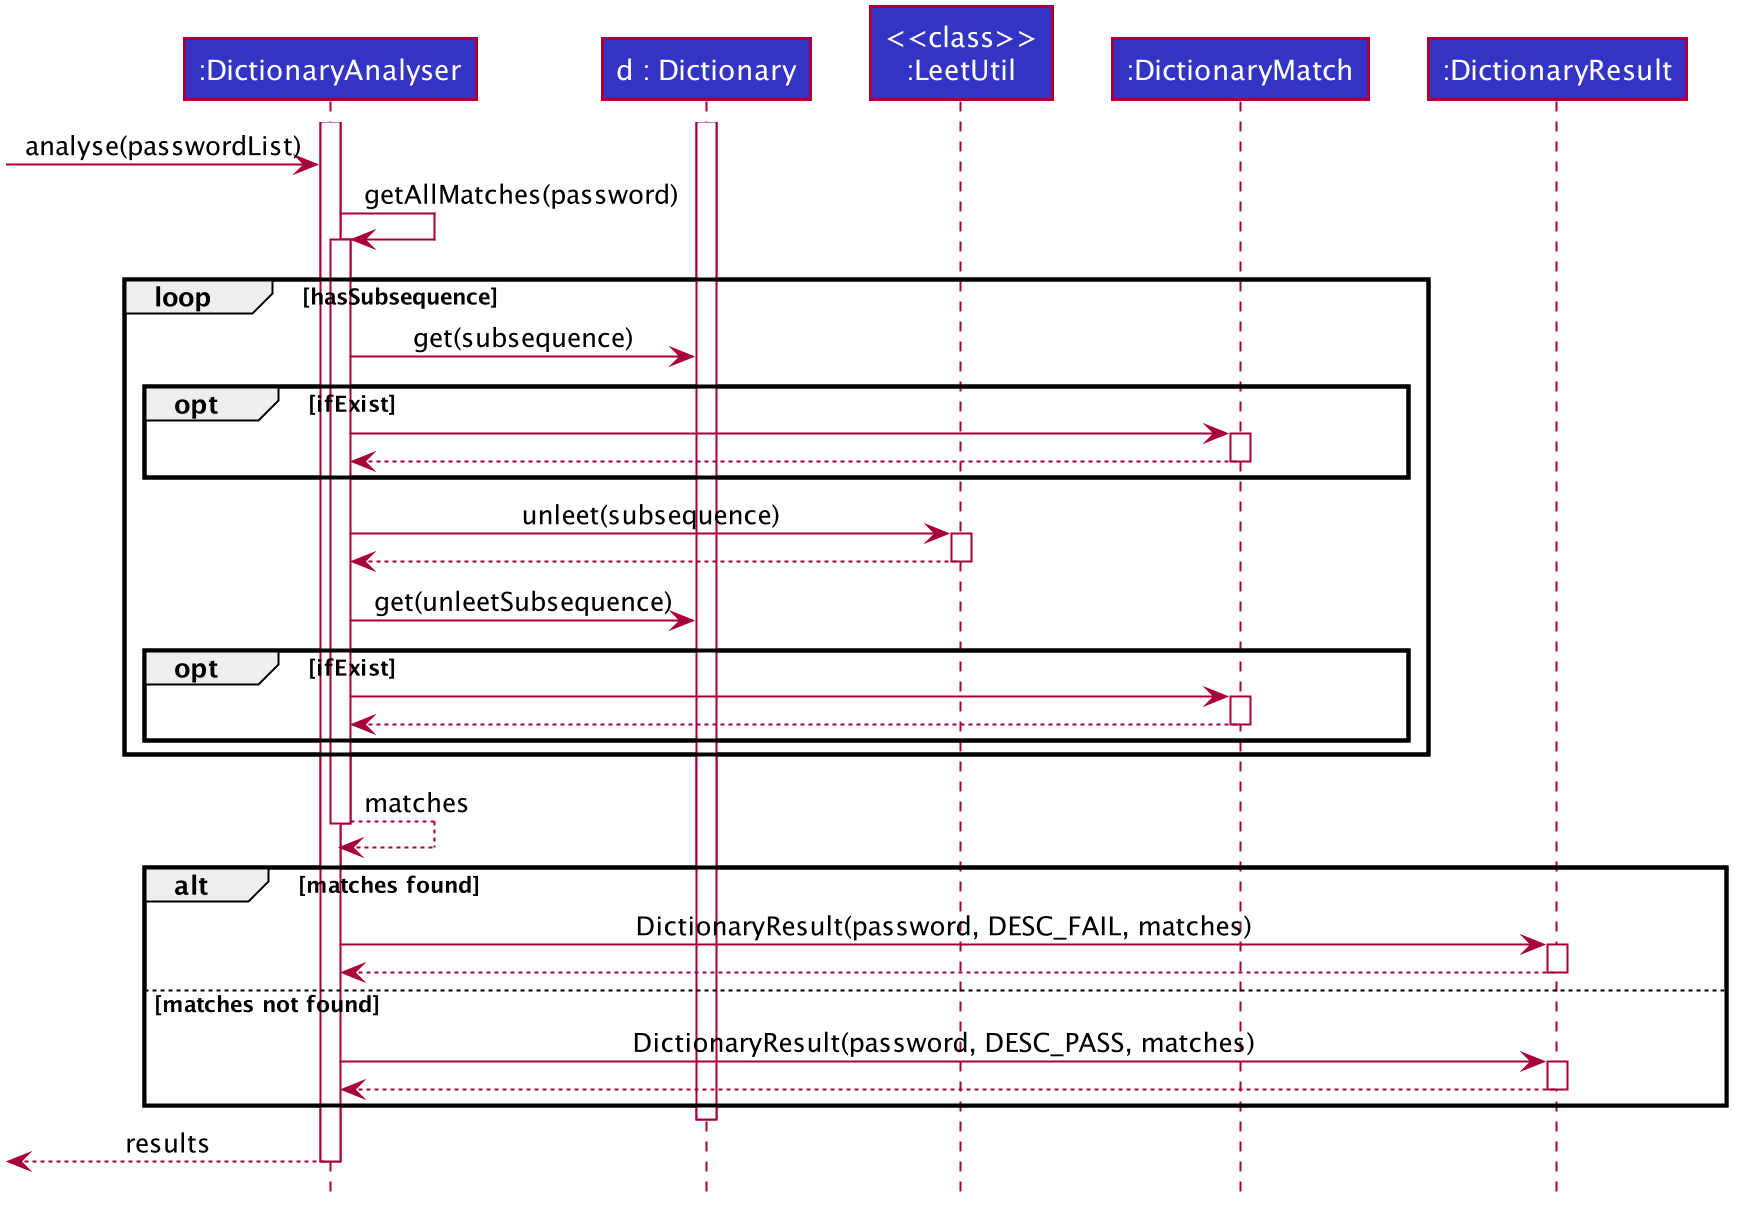 <<class>>
:DictionaryAnalyser
d : Dictionary
:LeetUtil
:DictionaryMatch
:DictionaryResult
analyse(passwordList)
getAllMatches(password)
loop
[hasSubsequence]
get(subsequence)
opt
[ifExist]
unleet(subsequence)
get(unleetSubsequence)
opt
[ifExist]
matches
alt
[matches found]
DictionaryResult(password, DESC_FAIL, matches)
[matches not found]
DictionaryResult(password, DESC_PASS, matches)
results